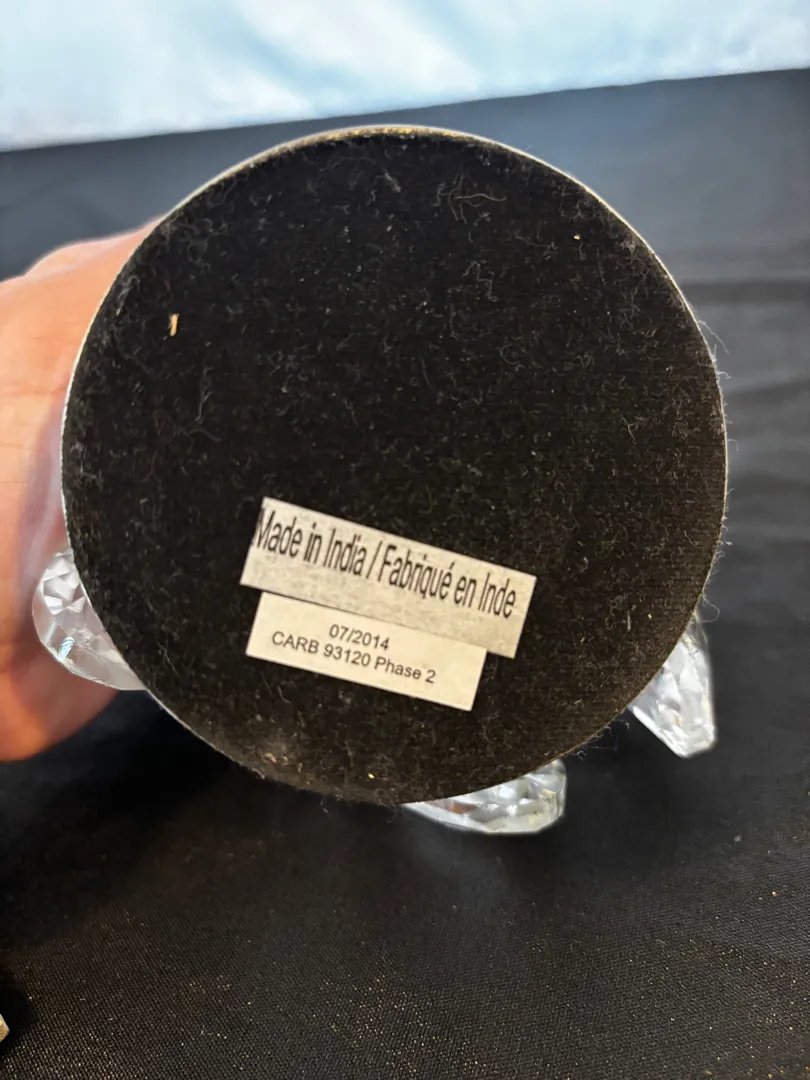 Made in India / Fabriqué en Inde
07/2014
CARB 93120 Phase 2